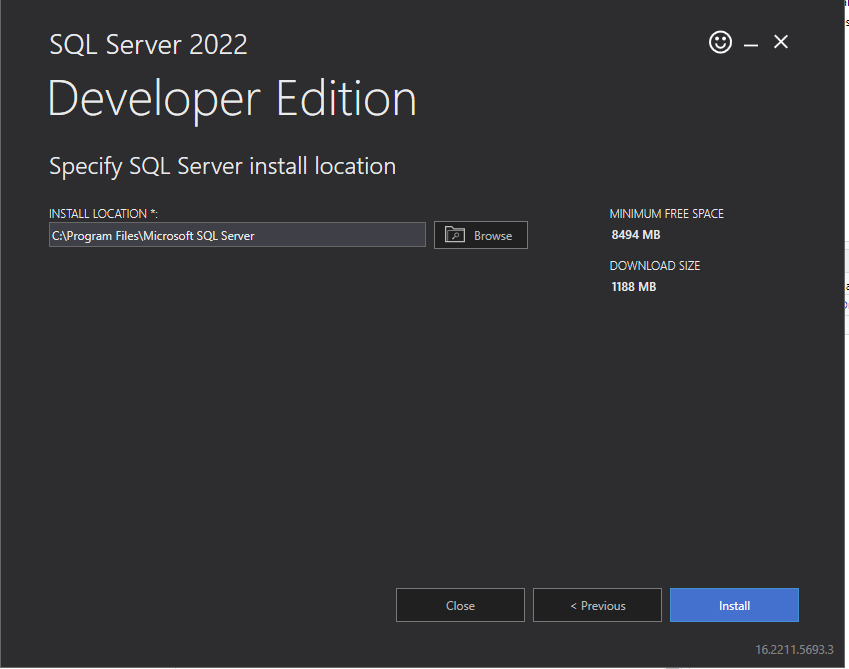 SQL Server 2022
Developer Edition
Specify SQL Server install location
INSTALL LOCATION *:
C:\Program Files\Microsoft SQL Server
Browse
MINIMUM FREE SPACE
8494 MB
DOWNLOAD SIZE
1188 MB
Close
< Previous
Install
16.2211.5693.3